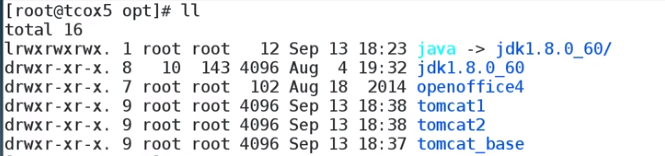 [root@tcox5 opt]# ll
total 16
lrwxrwxrwx. 1 root root   12 Sep 13 18:23 java -> jdk1.8.0_60/
drwxr-xr-x. 8   10  143 4096 Aug  4 19:32 jdk1.8.0_60
drwxr-xr-x. 7 root root  102 Aug 18  2014 openoffice4
drwxr-xr-x. 9 root root 4096 Sep 13 18:38 tomcat1
drwxr-xr-x. 9 root root 4096 Sep 13 18:38 tomcat2
drwxr-xr-x. 9 root root 4096 Sep 13 18:37 tomcat_base